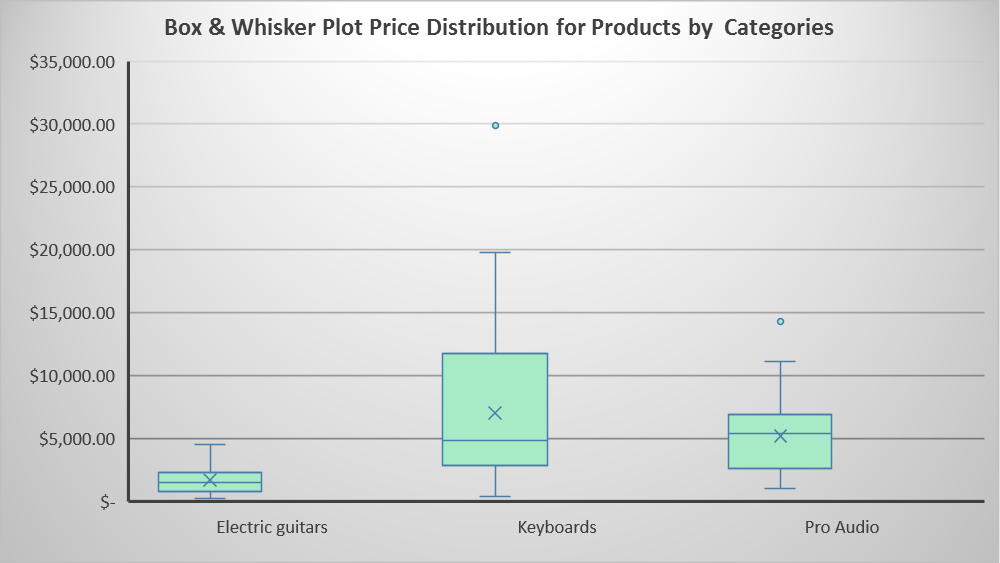 Box & Whisker Plot Price Distribution for Products by  Categories
$35,000.00
$30,000.00
$25,000.00
$20,000.00
$15,000.00
$10,000.00
$5,000.00
$-
Electric guitars
Keyboards
Pro Audio